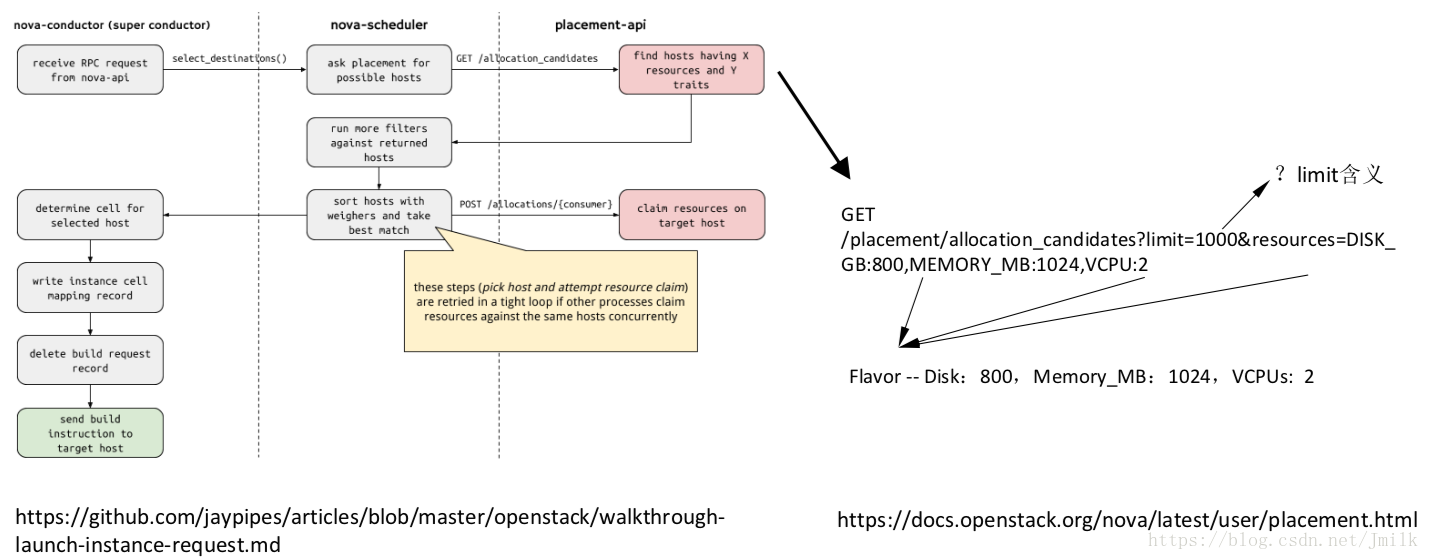 nova-conductor (super conductor)
nova-scheduler
placement-api
receive RPC request
from nova-api
select_destinations()
ask placement for
possible hosts
GET /allocation_candidates
find hosts having X
resources and Y
traits
run more filters
against returned
hosts
determine cell for
selected host
sort hosts with
weighers and take
best match
POST /allocations/{consumer}
claim resources on
target host
write instance cell
mapping record
these steps (pick host and attempt resource claim)
are retried in a tight loop if other processes claim
resources against the same hosts concurrently
delete build request
record
send build
instruction to
target host
？limit含义
GET
/placement/allocation_candidates?limit=1000&resources=DISK_
GB:800,MEMORY_MB:1024,VCPU:2
Flavor -- Disk：800，Memory_MB：1024，VCPUs: 2
https://github.com/jaypipes/articles/blob/master/openstack/walkthrough-
launch-instance-request.md
https://docs.openstack.org/nova/latest/user/placement.html
https://blog.csdn.net/Jmilk